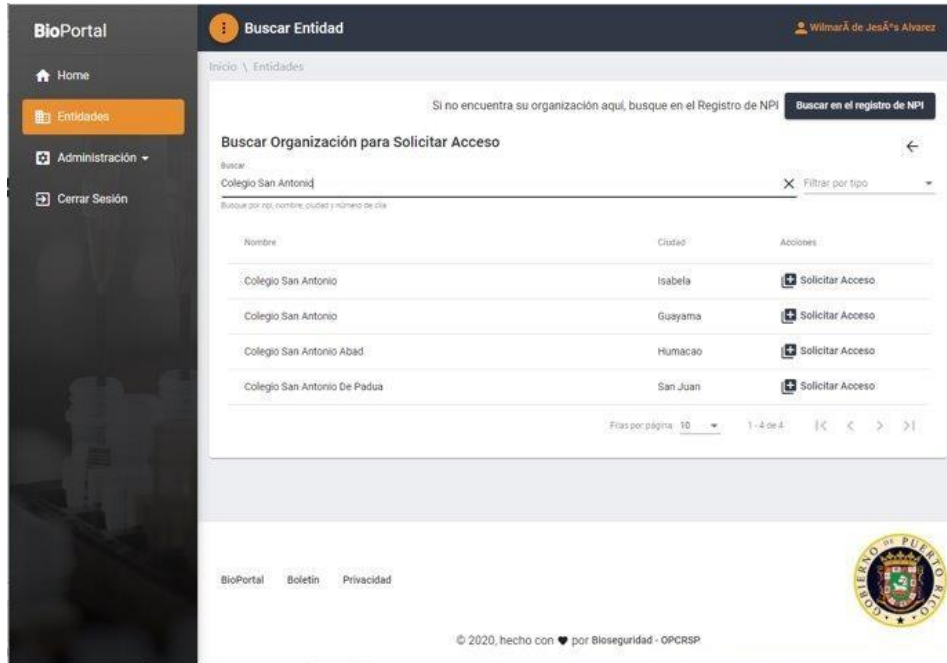 BioPortal
Home
Entidades
Administración
Cerrar Sesión
Buscar Entidad
WilmarÃ de JesÃºs Alvarez
Inicio \ Entidades
Si no encuentra su organización aquí, busque en el Registro de NPI
Buscar en el registro de NPI
Buscar Organización para Solicitar Acceso
Buscar
Colegio San Antonio
Filtrar por tipo
Busque por npi, nombre, ciudad y número de clia
Nombre Ciudad Acciones
Colegio San Antonio Isabela Solicitar Acceso
Colegio San Antonio Guayama Solicitar Acceso
Colegio San Antonio Abad Humacao Solicitar Acceso
Colegio San Antonio De Padua San Juan Solicitar Acceso
Filas por página: 10 1-4 de 4
BioPortal Boletín Privacidad
GOBIERNO DE PUERTO RICO
© 2020, hecho con ♥ por Bioseguridad - OPCRSP